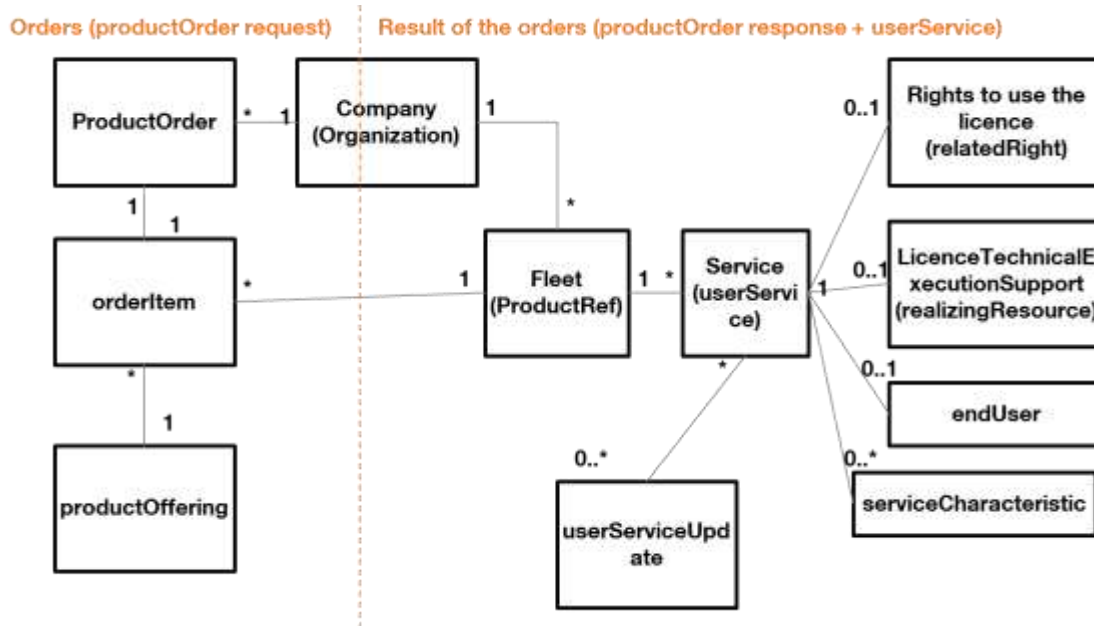 Orders (productOrder request)
Result of the orders (productOrder response + userService)
ProductOrder
*
1
Company
(Organization)
1
0..1
Rights to use the
licence
(relatedRight)
1
1
*
orderItem
*
1
Fleet
(ProductRef)
1
*
Service
(userServi
ce)
1
0..1
LicenceTechnicalE
xecutionSupport
(realizingResource)
*
1
*
0..1
endUser
productOffering
0..*
0..*
serviceCharacteristic
userServiceUpd
ate